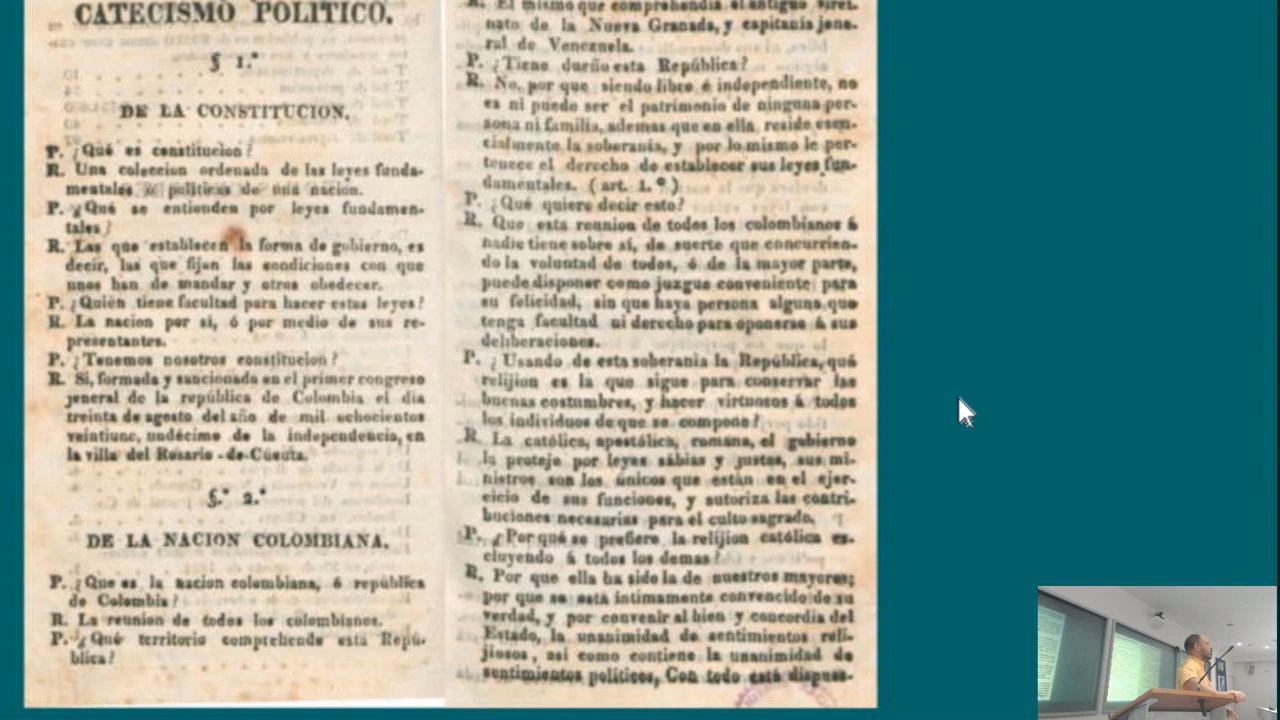 CATECISMO POLITICO.
§ 1.º
DE LA CONSTITUCION.
P. ¿Qué es constitucion?
R. Una coleccion ordenada de las leyes funda-
mentales ó políticas de una nacion.
P. ¿Qué se entienden por leyes fundamen-
tales?
R. Las que establecen la forma de gobierno, es
decir, las que fijan las condiciones con que
unos han de mandar y otros obedecer.
P. ¿Quién tiene facultad para hacer estas leyes?
R. La nacion por sí, ó por medio de sus re-
presentantes.
P. ¿Tenemos nosotros constitucion?
R. Sí, formada y sancionada en el primer congreso
jeneral de la república de Colombia el dia
treinta de agosto del año de mil echocientos
veintiuno, undécimo de la independencia, en
la villa del Rosario de Cúcuta.
§.º 2.º
DE LA NACION COLOMBIANA.
P. ¿Que es la nacion colombiana, ó república
de Colombia?
R. La reunion de todos los colombianos.
P. ¿Qué territorio comprehende esta Repú-
blica?
R. El mismo que comprehendia el antiguo virei-
nato de la Nueva Granada, y capitanía jene-
ral de Venezuela.
P. ¿Tiene dueño esta República?
R. No, por que siendo libre é independiente, no
es ni puede ser el patrimonio de ninguna per-
sona ni familia, ademas que en ella reside esen-
cialmente la soberanía, y por lo mismo le per-
tenece el derecho de establecer sus leyes fun-
damentales. (art. 1.º)
P. ¿Qué quiere decir esto?
R. Que esta reunion de todos los colombianos á
nadie tiene sobre sí, de suerte que concurrien-
do la voluntad de todos, ó de la mayor parte,
puede disponer como juzgue conveniente para
su felicidad, sin que haya persona alguna que
tenga facultad ni derecho para oponerse á sus
deliberaciones.
P. ¿Usando de esta soberania la República, qué
relijion es la que sigue para conservar las
buenas costumbres, y hacer virtuosos á todos
los individuos de que se compone?
R. La católica, apostólica, romana, el gobierno
la proteje por leyes sábias y justas, sus mi-
nistros son los únicos que están en el ejer-
cicio de sus funciones, y autoriza las contri-
buciones necesarias para el culto sagrado.
P. ¿Por qué se prefiere la relijion católica es-
cluyendo á todos los demas?
R. Por que ella ha sido la de nuestros mayores;
por que se está intimamente convencido de su
verdad, y por convenir al bien y concordia del
Estado, la unanimidad de sentimientos reli-
jiosos, asi como contiene la unanimidad de
sentimientos políticos, Con todo está dispues-